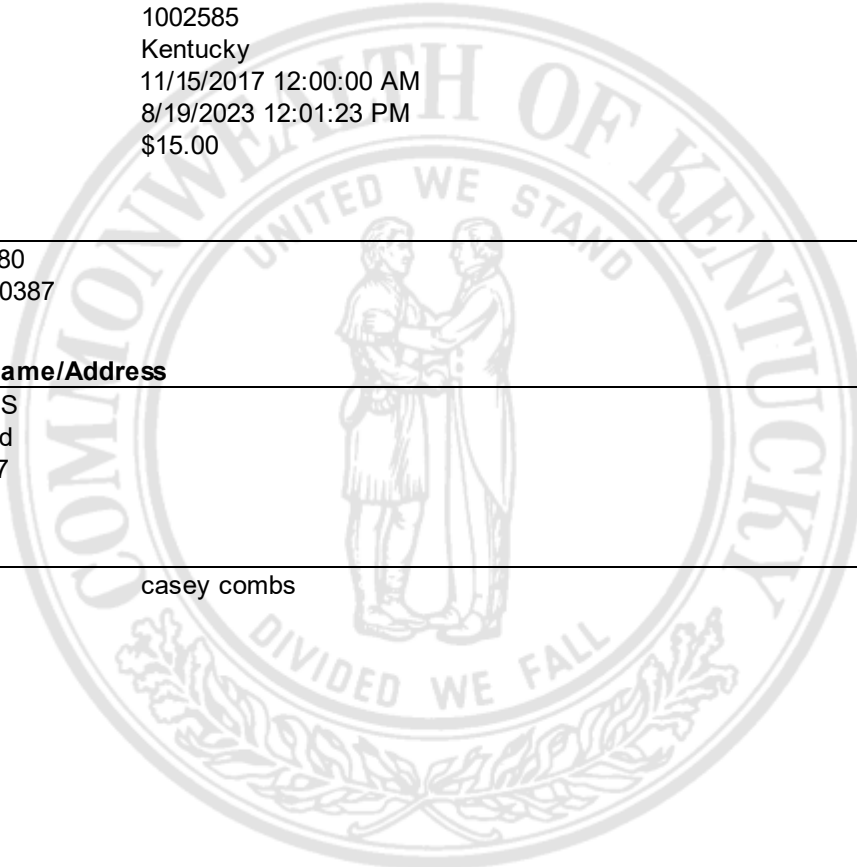 1002585
Kentucky
11/15/2017 12:00:00 AM
8/19/2023 12:01:23 PM
$15.00
COMMONWEALTH OF KENTUCKY
UNITED WE STAND
80
0387
ame/Address
S
d
7
casey combs
DIVIDED WE FALL